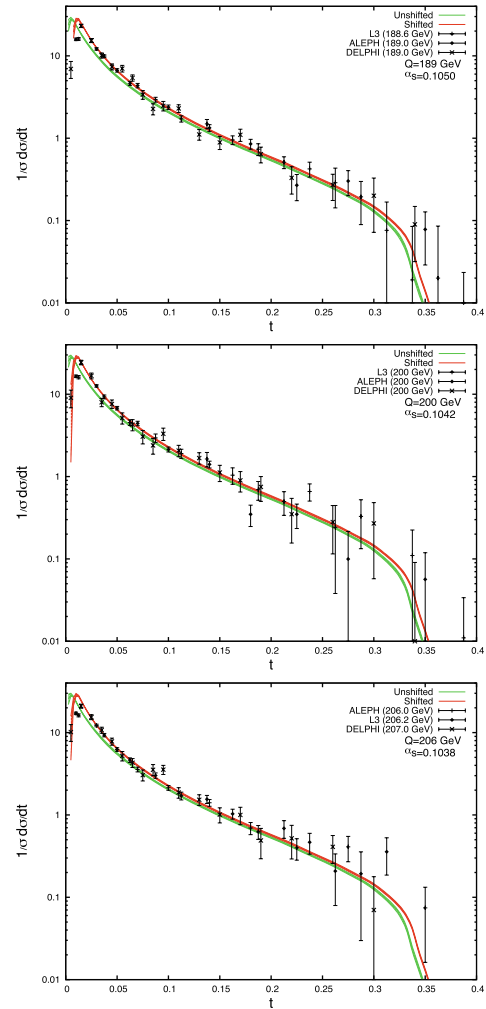 Unshifted
Shifted
L3 (188.6 GeV)
ALEPH (189.0 GeV)
DELPHI (189.0 GeV)
Q=189 GeV
αs=0.1050
10
1
0.1
0.01
1/σ dσ/dt
0 0.05 0.1 0.15 0.2 0.25 0.3 0.35 0.4
t
Unshifted
Shifted
L3 (200 GeV)
ALEPH (200 GeV)
DELPHI (200 GeV)
Q=200 GeV
αs=0.1042
10
1
0.1
0.01
1/σ dσ/dt
0 0.05 0.1 0.15 0.2 0.25 0.3 0.35 0.4
t
Unshifted
Shifted
ALEPH (206.0 GeV)
L3 (206.2 GeV)
DELPHI (207.0 GeV)
Q=206 GeV
αs=0.1038
10
1
0.1
0.01
1/σ dσ/dt
0 0.05 0.1 0.15 0.2 0.25 0.3 0.35 0.4
t